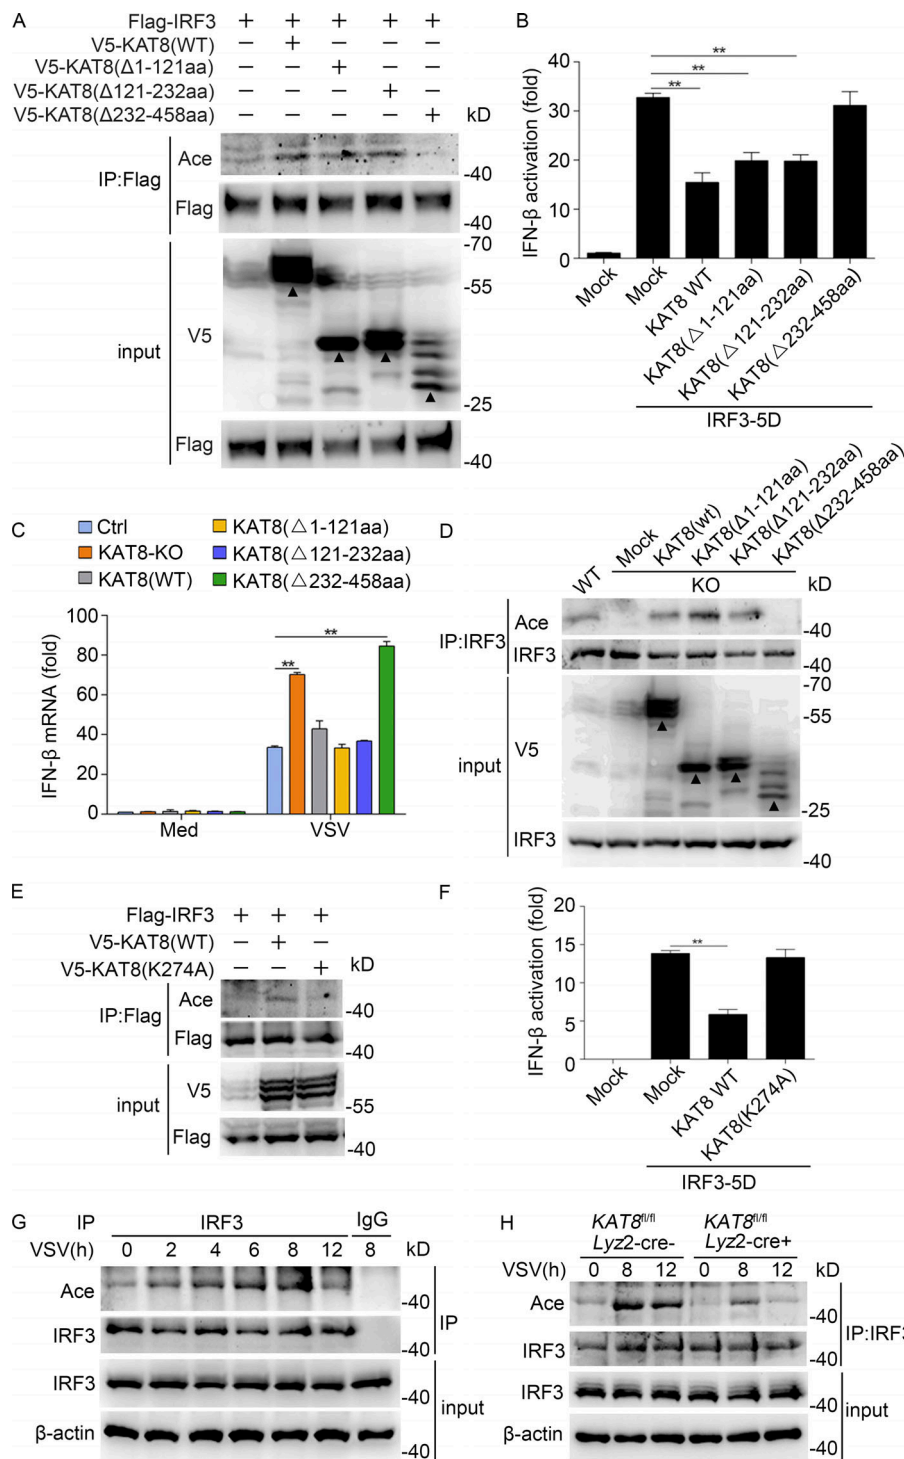 A
Flag-IRF3 + + + + +
V5-KAT8(WT) − + − − −
V5-KAT8(Δ1-121aa) − − + − −
V5-KAT8(Δ121-232aa) − − − + −
V5-KAT8(Δ232-458aa) − − − − +
kD
IP:Flag
Ace
-40
Flag
-40
input
V5
-70
-55
-25
Flag
-40
B
IFN-β activation (fold)
40
30
20
10
0
** 
**
**
Mock
Mock
KAT8 WT
KAT8(△1-121aa)
KAT8(△121-232aa)
KAT8(△232-458aa)
IRF3-5D
C
Ctrl
KAT8-KO
KAT8(WT)
KAT8(△1-121aa)
KAT8(△121-232aa)
KAT8(△232-458aa)
IFN-β mRNA (fold)
100
80
60
40
20
0
**
**
Med VSV
D
WT
Mock
KAT8(wt)
KAT8(Δ1-121aa)
KAT8(Δ121-232aa)
KAT8(Δ232-458aa)
KO
kD
IP:IRF3
Ace
-40
IRF3
-40
input
V5
-70
-55
-25
IRF3
-40
E
Flag-IRF3 + + +
V5-KAT8(WT) − + −
V5-KAT8(K274A) − − +
kD
IP:Flag
Ace
-40
Flag
-40
input
V5
-55
Flag
-40
F
IFN-β activation (fold)
20
15
10
5
0
**
Mock
Mock
KAT8 WT
KAT8(K274A)
IRF3-5D
G
IP IRF3 IgG
VSV(h) 0 2 4 6 8 12 8 kD
Ace
-40
IRF3
-40
IP
IRF3
-40
β-actin
-40
input
H
KAT8fl/fl KAT8fl/fl
Lyz2-cre- Lyz2-cre+
VSV(h) 0 8 12 0 8 12 kD
Ace
-40
IRF3
-40
IP:IRF3
IRF3
-40
β-actin
-40
input